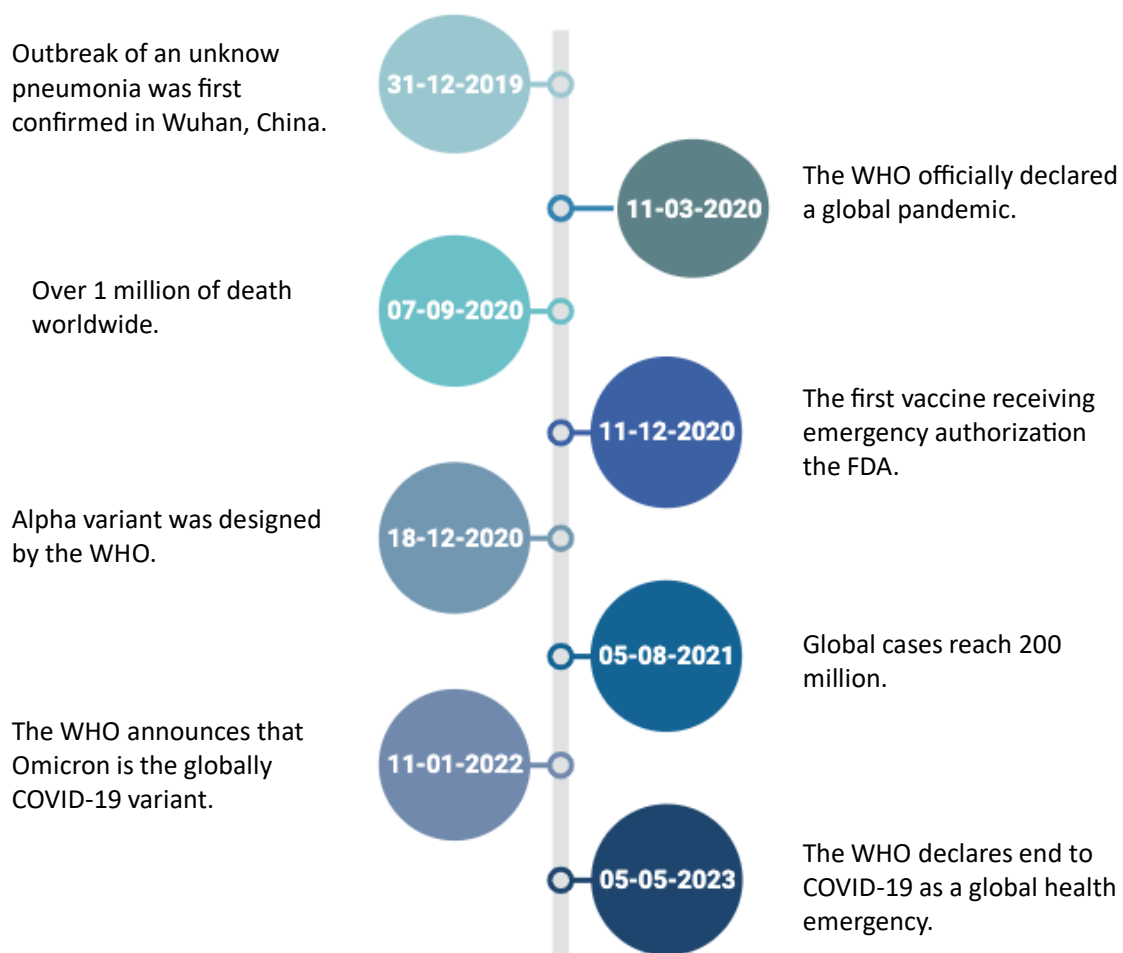 Outbreak of an unknow
pneumonia was first
confirmed in Wuhan, China.
31-12-2019
11-03-2020
The WHO officially declared
a global pandemic.
Over 1 million of death
worldwide.
07-09-2020
11-12-2020
The first vaccine receiving
emergency authorization
the FDA.
Alpha variant was designed
by the WHO.
18-12-2020
05-08-2021
Global cases reach 200
million.
The WHO announces that
Omicron is the globally
COVID-19 variant.
11-01-2022
05-05-2023
The WHO declares end to
COVID-19 as a global health
emergency.